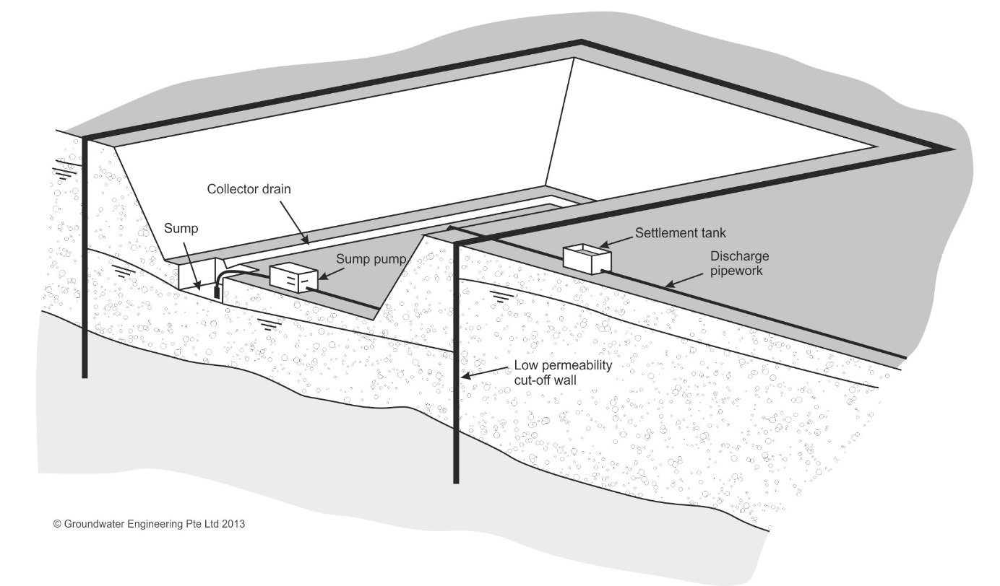 Collector drain
Sump
Sump pump
Settlement tank
Discharge
pipework
Low permeability
cut-off wall
© Groundwater Engineering Pte Ltd 2013